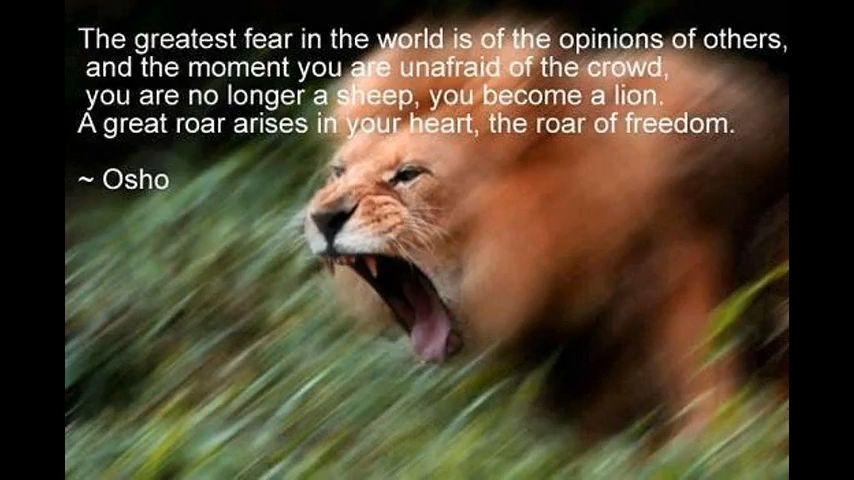 The greatest fear in the world is of the opinions of others,
and the moment you are unafraid of the crowd,
you are no longer a sheep, you become a lion.
A great roar arises in your heart, the roar of freedom.
~ Osho